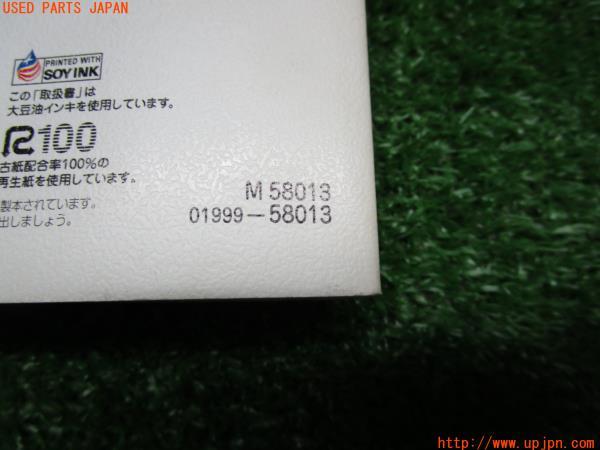 USED PARTS JAPAN
PRINTED WITH
SOY INK
この「取扱書」は
大豆油インキを使用しています。
R100
古紙配合率100%の
再生紙を使用しています。
製本されています。
出しましょう。
M 58013
01999-58013
http://www.upjpn.com/